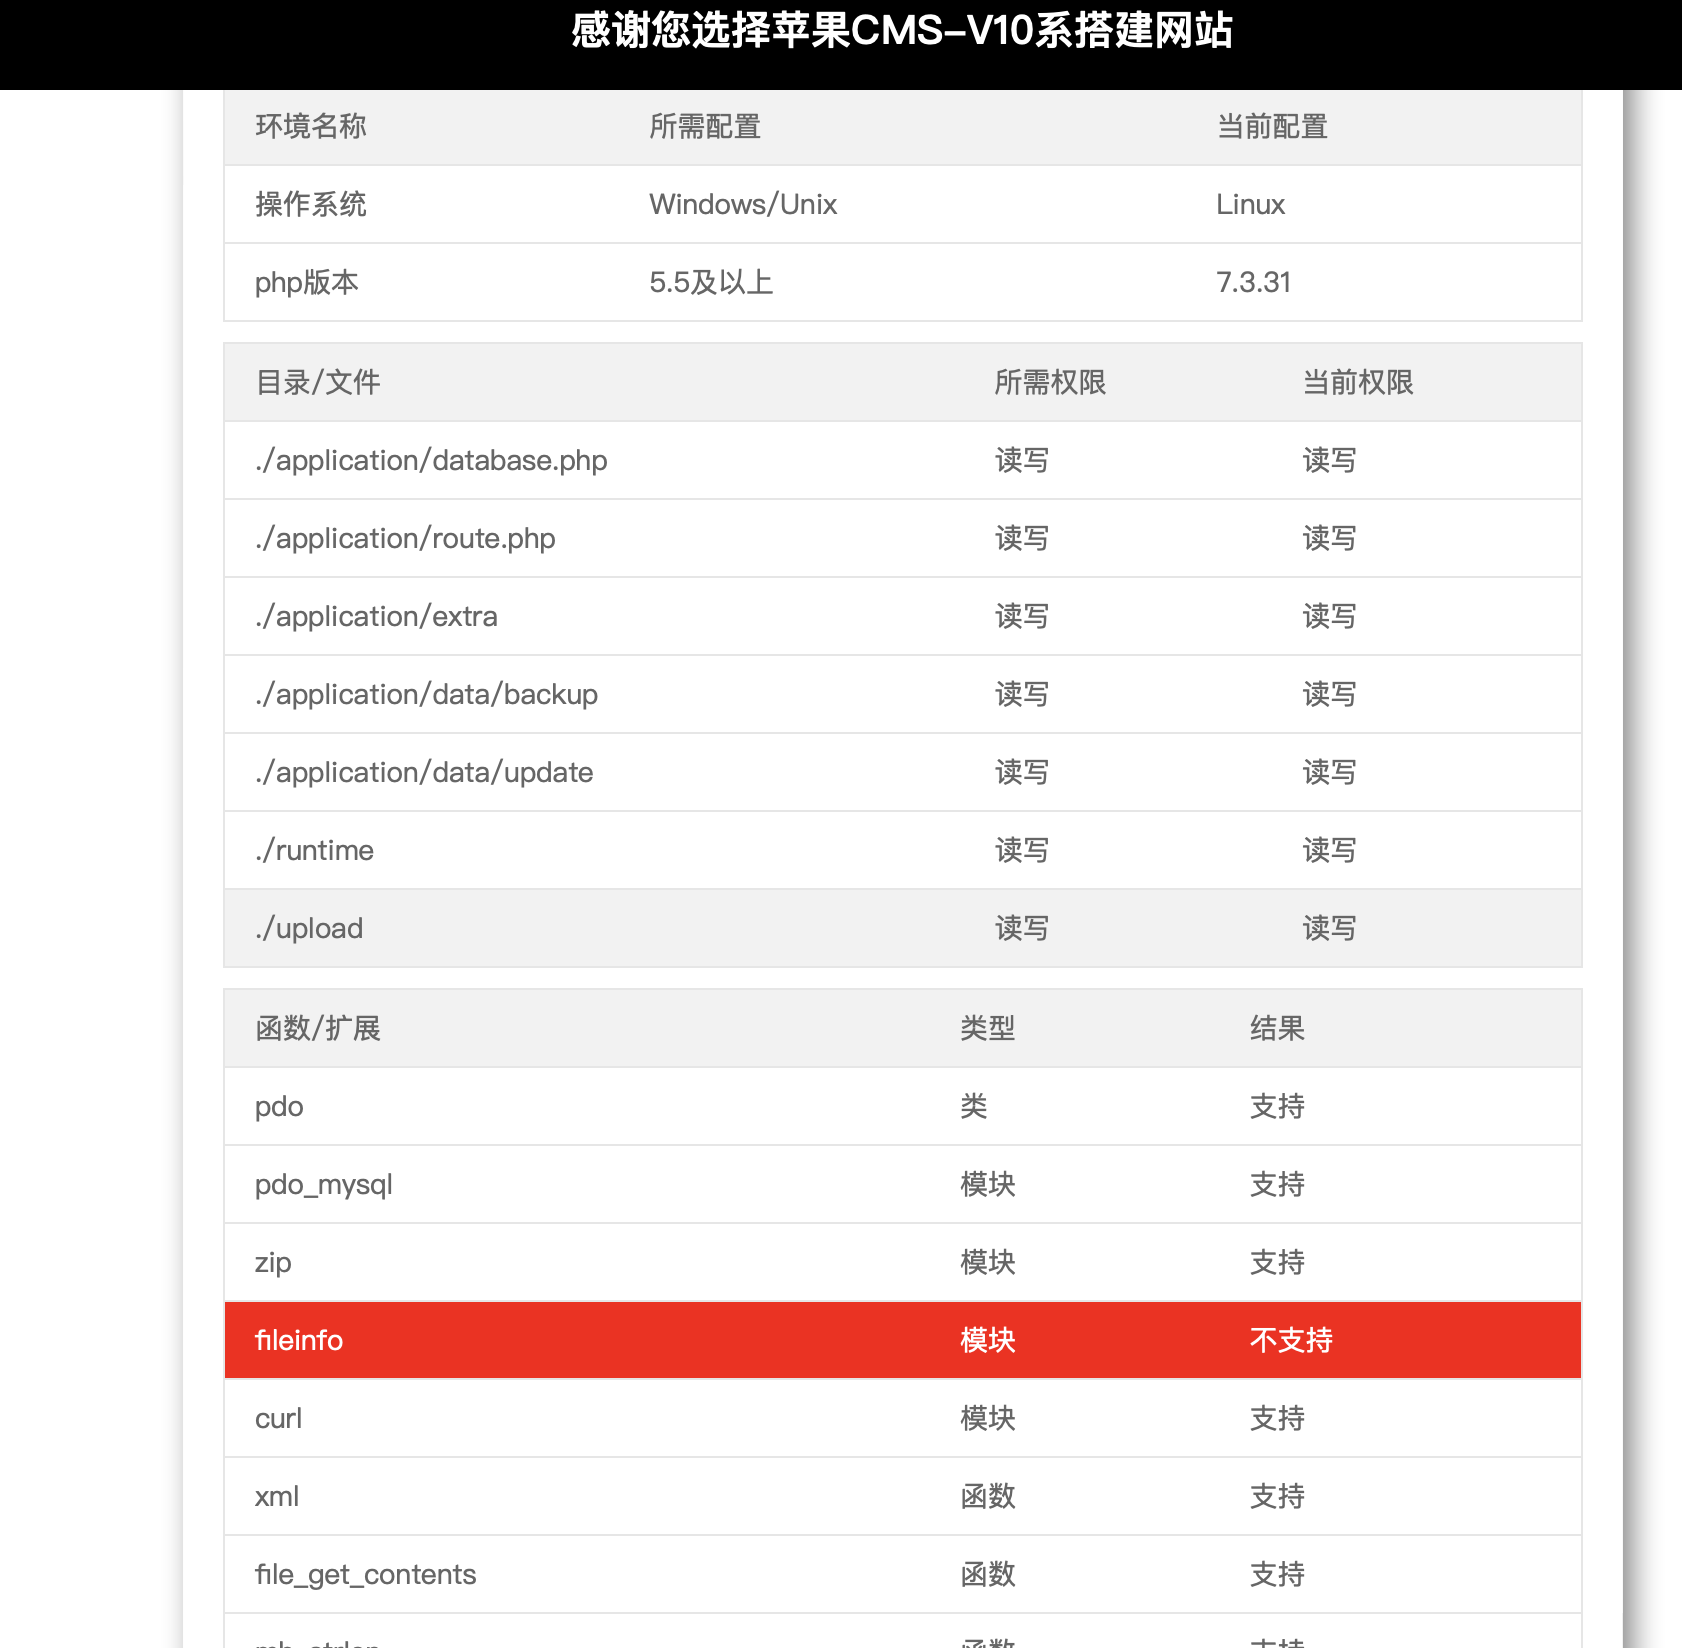 感谢您选择苹果CMS-V10系搭建网站
环境名称 所需配置 当前配置
操作系统 Windows/Unix Linux
php版本 5.5及以上 7.3.31
目录/文件 所需权限 当前权限
./application/database.php 读写 读写
./application/route.php 读写 读写
./application/extra 读写 读写
./application/data/backup 读写 读写
./application/data/update 读写 读写
./runtime 读写 读写
./upload 读写 读写
函数/扩展 类型 结果
pdo 类 支持
pdo_mysql 模块 支持
zip 模块 支持
fileinfo 模块 不支持
curl 模块 支持
xml 函数 支持
file_get_contents 函数 支持